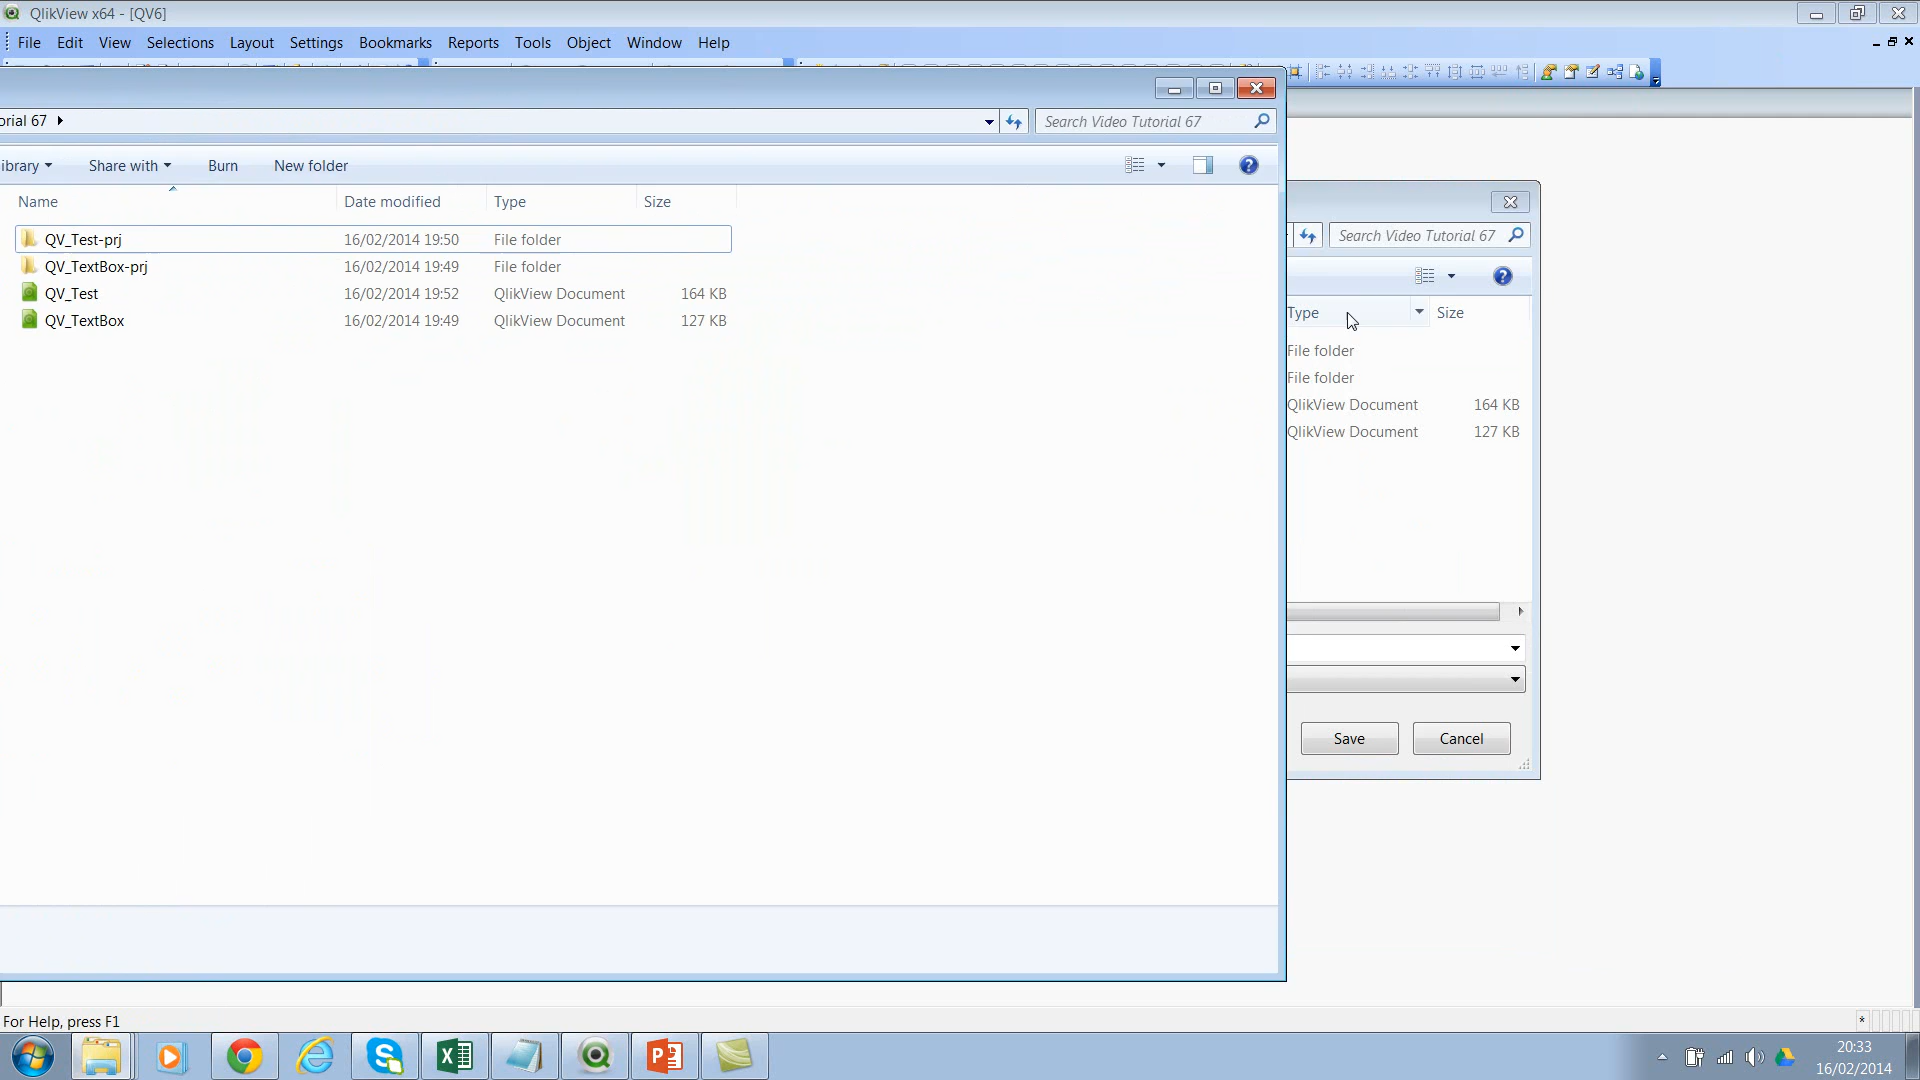 QlikView x64 - [QV6]
File Edit View Selections Layout Settings Bookmarks Reports Tools Object Window Help
orial 67
Search Video Tutorial 67
ibrary Share with Burn New folder
Name Date modified Type Size
QV_Test-prj 16/02/2014 19:50 File folder
QV_TextBox-prj 16/02/2014 19:49 File folder
QV_Test 16/02/2014 19:52 QlikView Document 164 KB
QV_TextBox 16/02/2014 19:49 QlikView Document 127 KB
Search Video Tutorial 67
Type Size
File folder
File folder
QlikView Document 164 KB
QlikView Document 127 KB
Save Cancel
For Help, press F1
*
20:33
16/02/2014